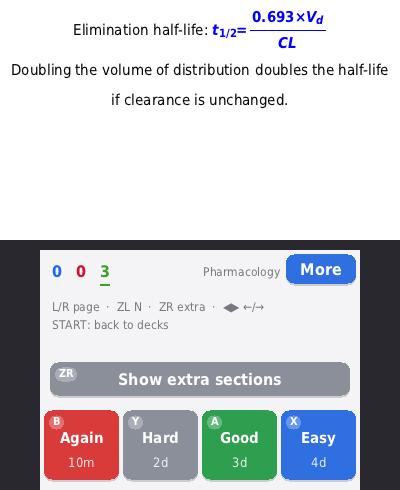 Elimination half-life: t1/2= 0.693×Vd
CL
Doubling the volume of distribution doubles the half-life
if clearance is unchanged.
0 0 3
Pharmacology
More
L/R page · ZL N · ZR extra · ◀▶ ←/→
START: back to decks
ZR
Show extra sections
B
Again
10m
Y
Hard
2d
A
Good
3d
X
Easy
4d